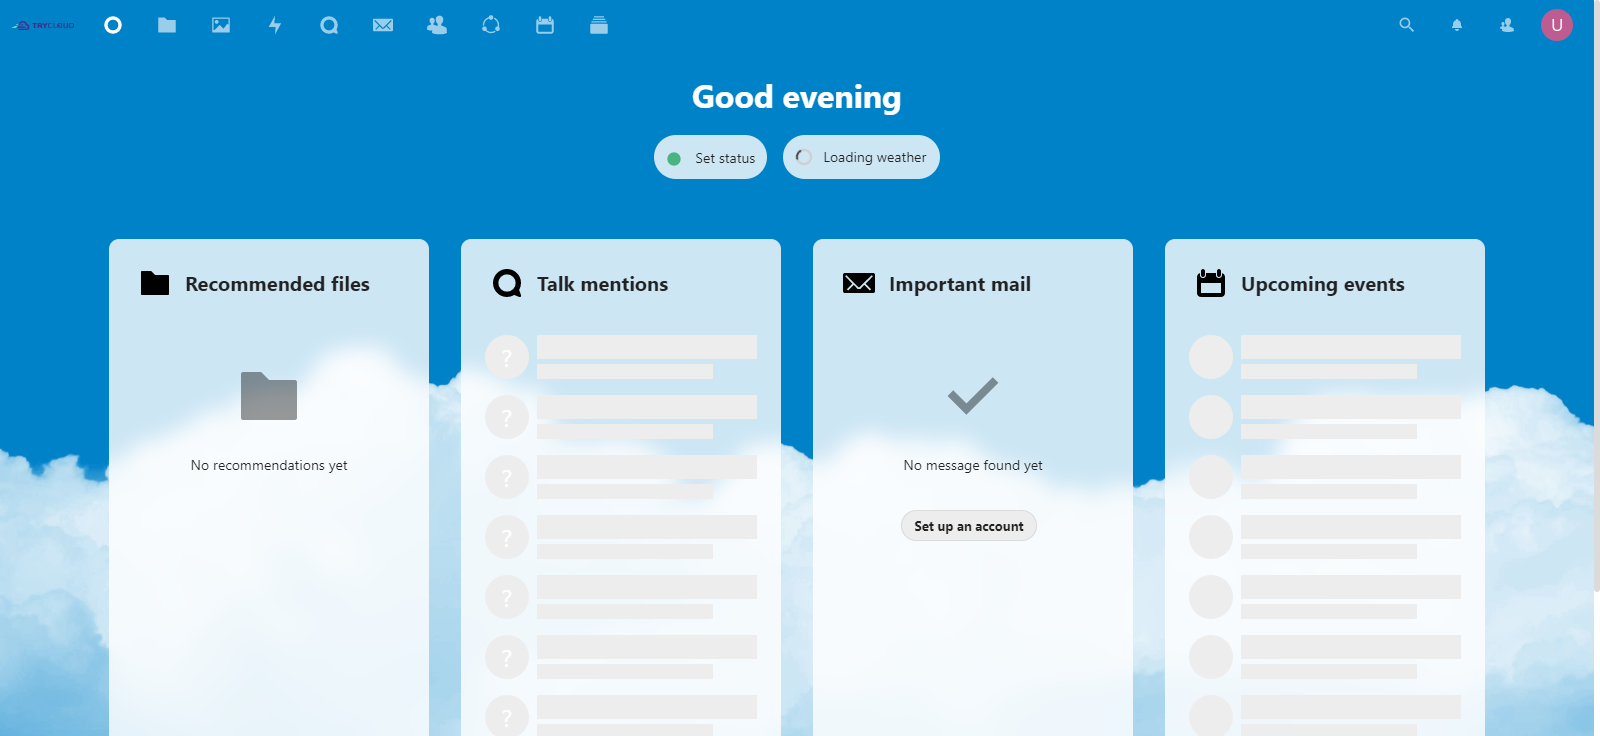 TRYCLOUD
U
Good evening
Set status
Loading weather
Recommended files
No recommendations yet
Talk mentions
?
?
?
?
?
?
?
Important mail
No message found yet
Set up an account
Upcoming events